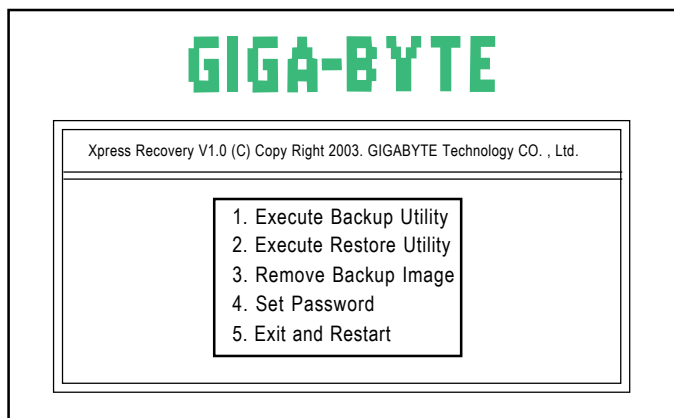 GIGA-BYTE
Xpress Recovery V1.0 (C) Copy Right 2003. GIGABYTE Technology CO. , Ltd.
1. Execute Backup Utility
2. Execute Restore Utility
3. Remove Backup Image
4. Set Password
5. Exit and Restart